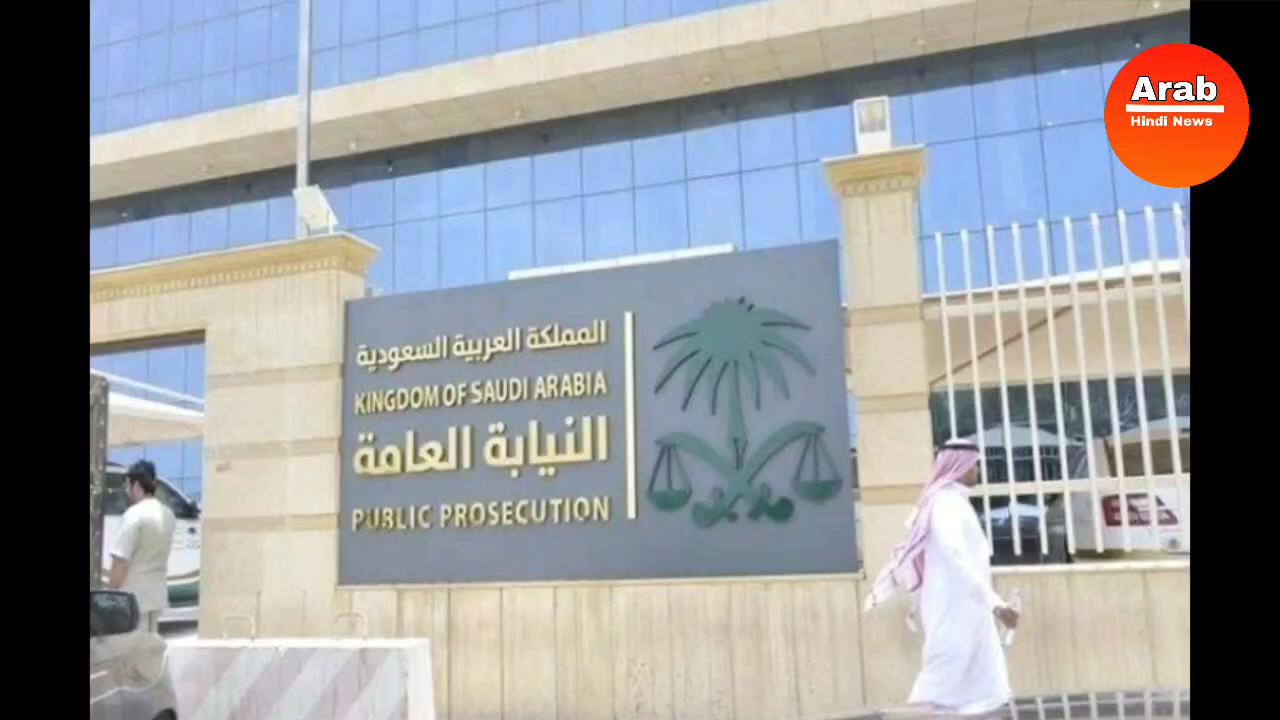 المملكة العربية السعودية
KINGDOM OF SAUDI ARABIA
النيابة العامة
PUBLIC PROSECUTION
Arab
Hindi News